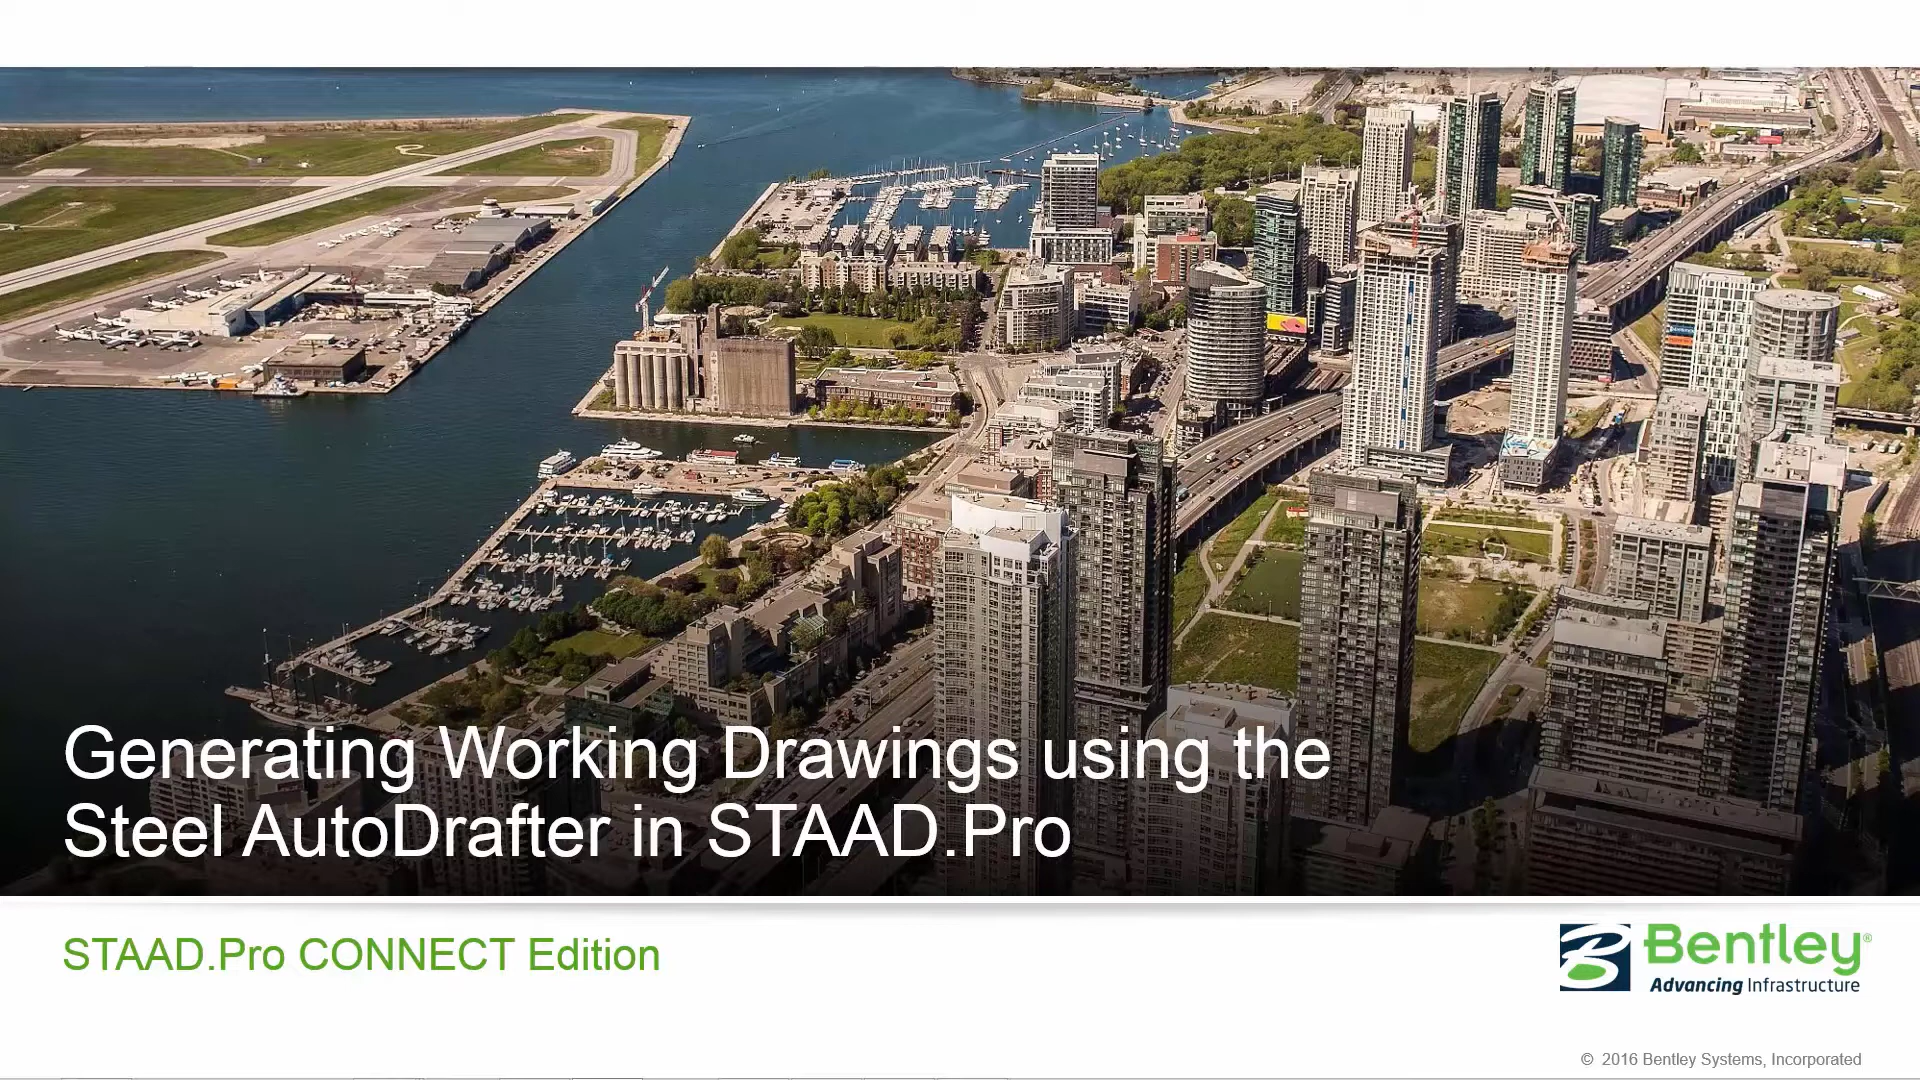 Generating Working Drawings using the
Steel AutoDrafter in STAAD.Pro
STAAD.Pro CONNECT Edition
Bentley®
Advancing Infrastructure
© 2016 Bentley Systems, Incorporated